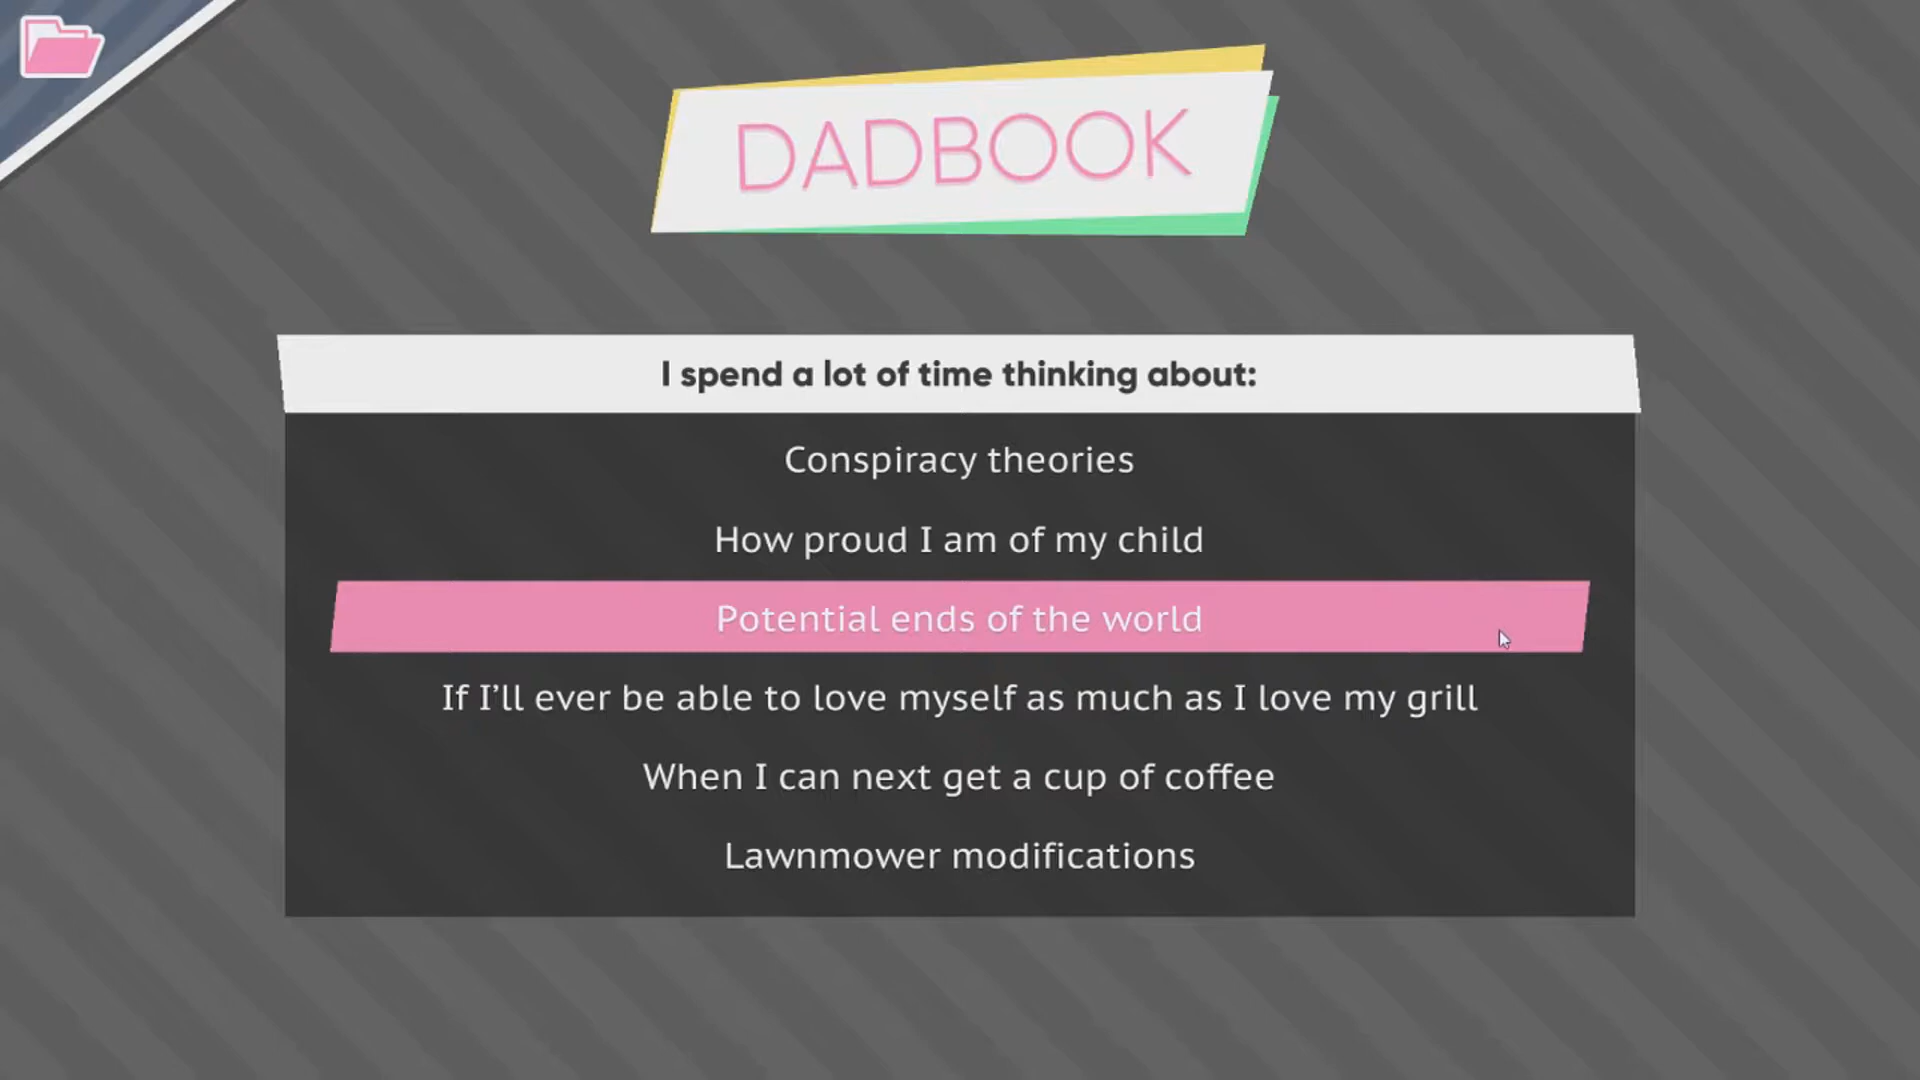 DADBOOK
I spend a lot of time thinking about:
Conspiracy theories
How proud I am of my child
Potential ends of the world
If I’ll ever be able to love myself as much as I love my grill
When I can next get a cup of coffee
Lawnmower modifications